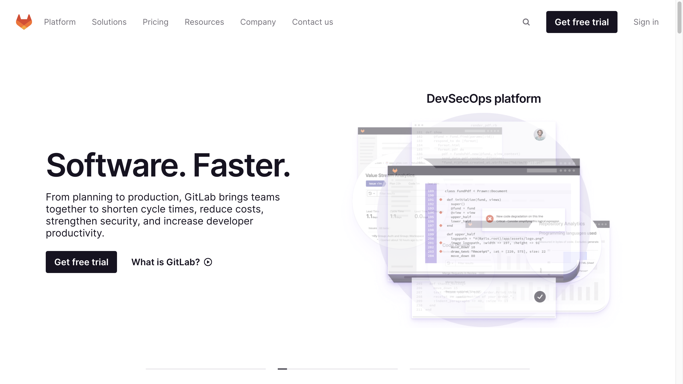 Platform
Solutions
Pricing
Resources
Company
Contact us
Get free trial
Sign in
DevSecOps platform
Software. Faster.
From planning to production, GitLab brings teams
together to shorten cycle times, reduce costs,
strengthen security, and increase developer
productivity.
Get free trial
What is GitLab?